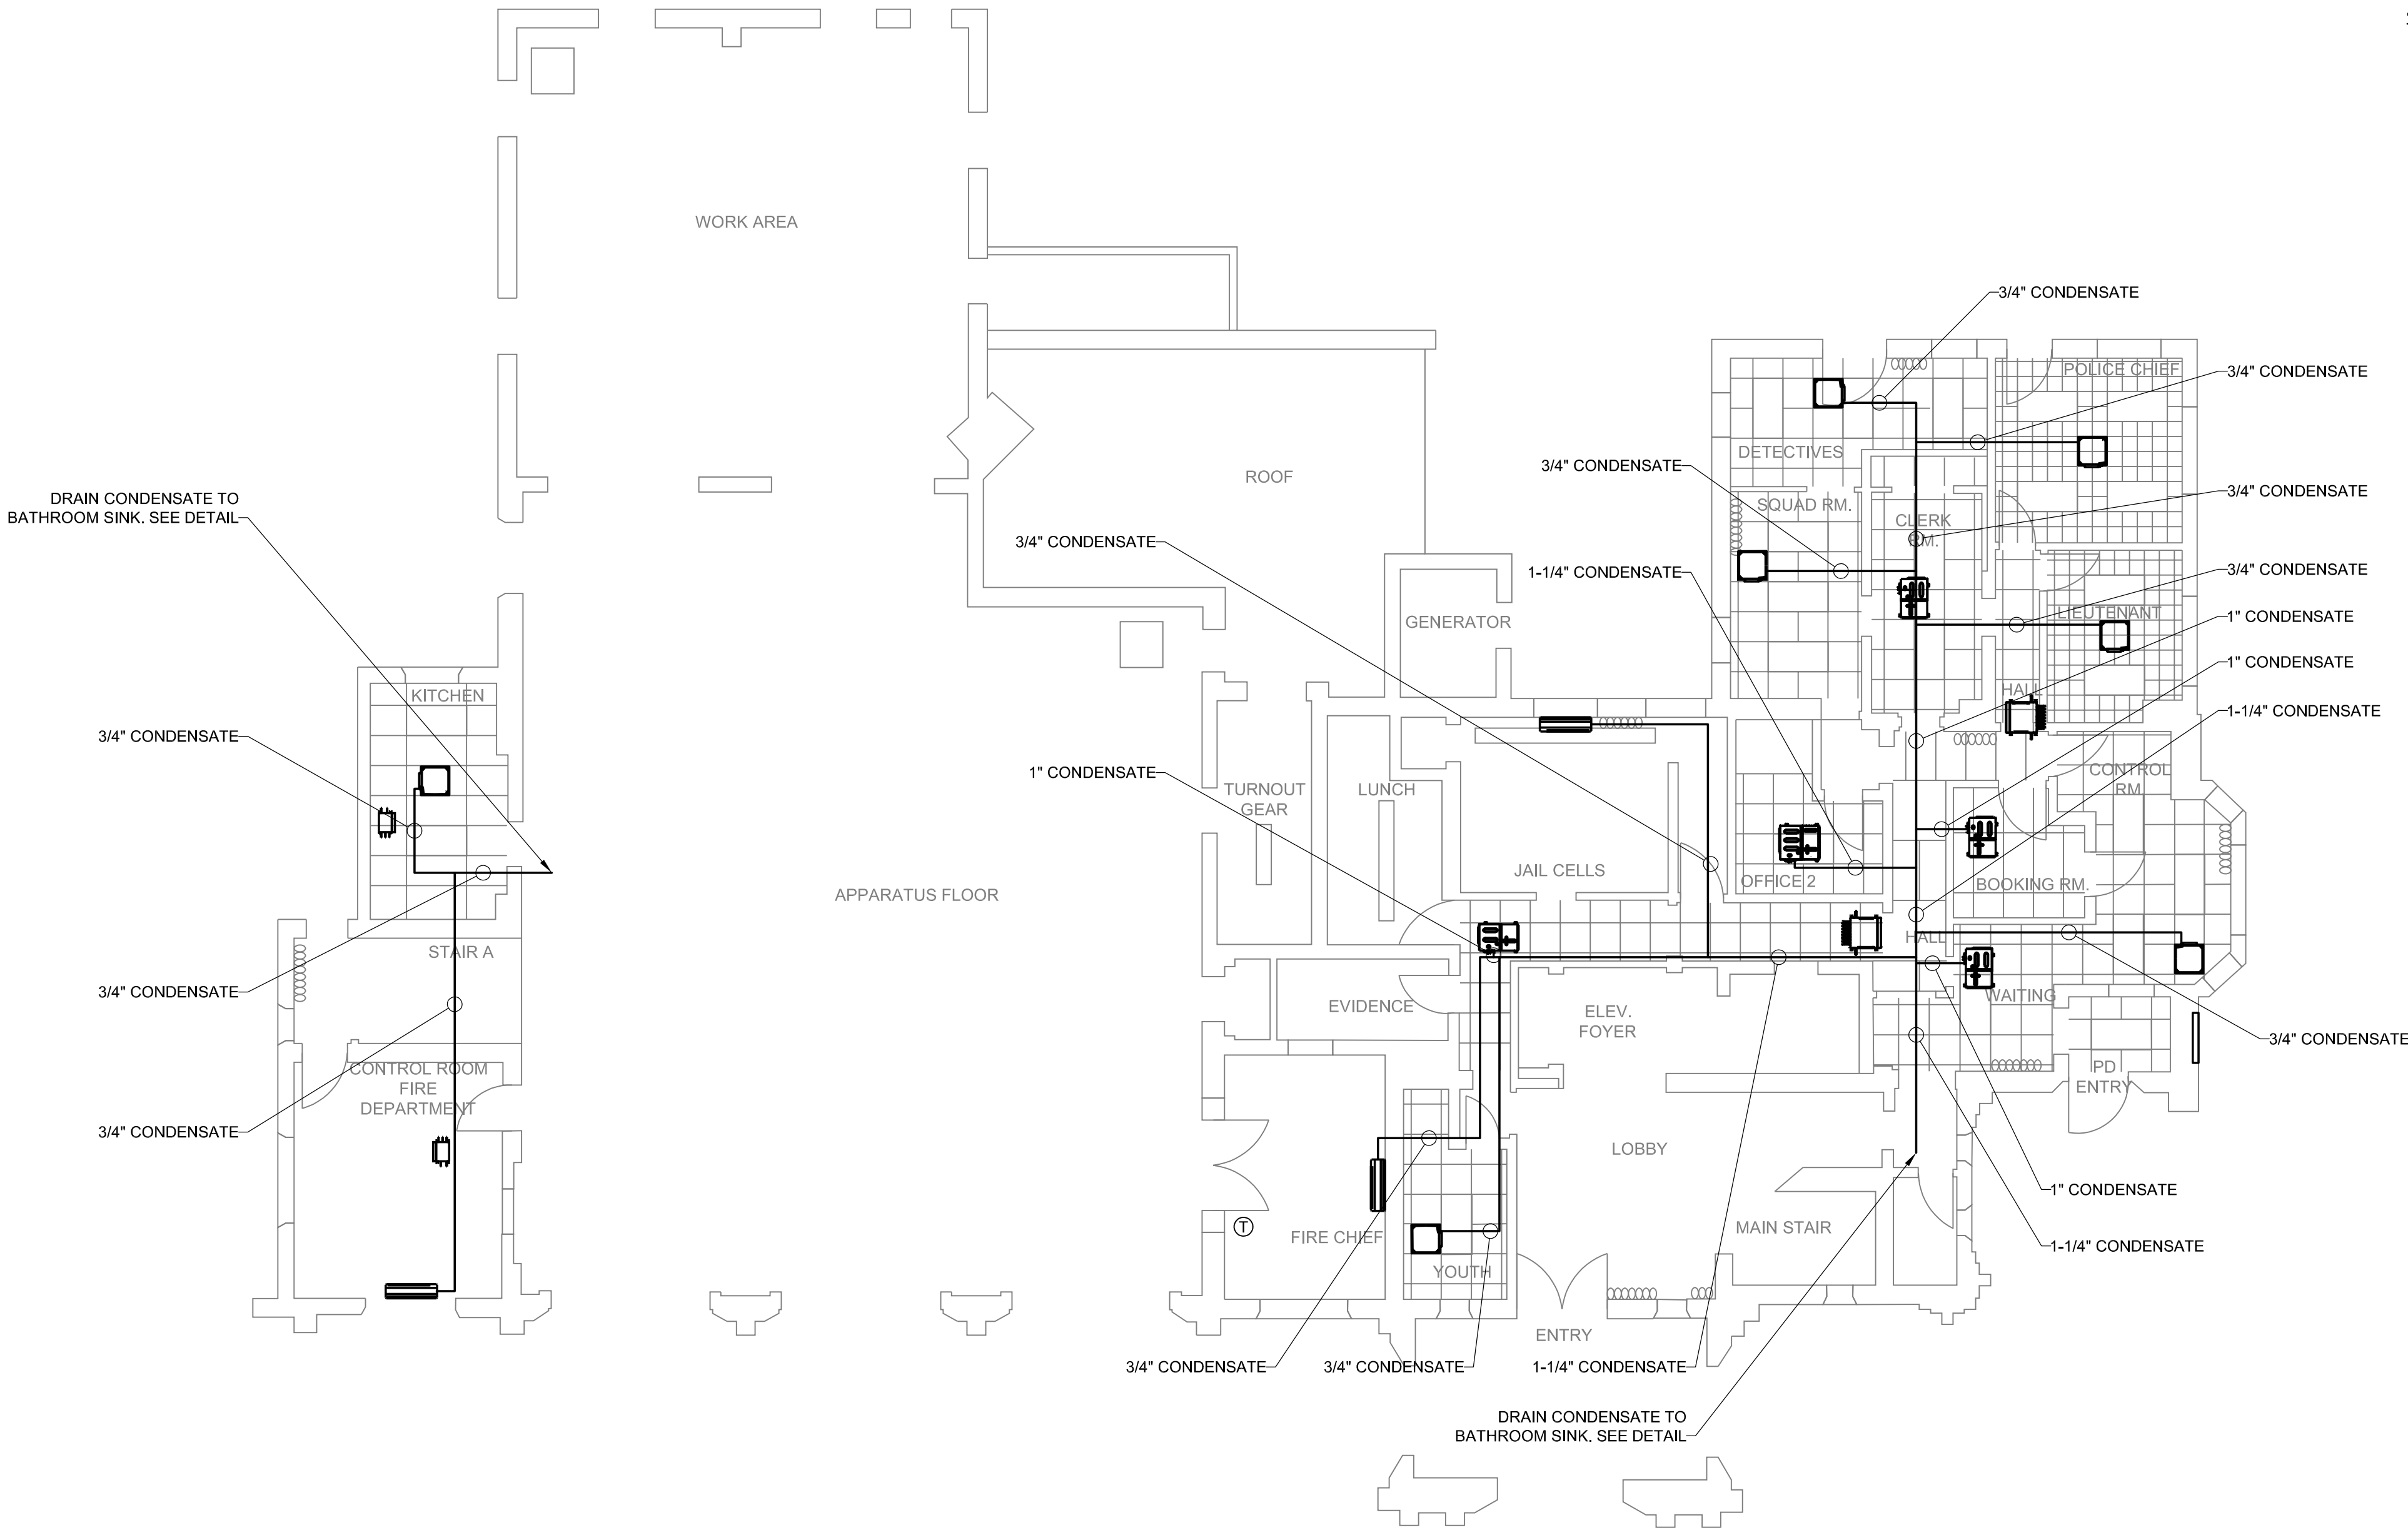 WORK AREA
3/4" CONDENSATE
POLICE CHIEF
3/4" CONDENSATE
DETECTIVES
3/4" CONDENSATE
ROOF
DRAIN CONDENSATE TO
BATHROOM SINK. SEE DETAIL
3/4" CONDENSATE
SQUAD RM.
CLERK
RM.
3/4" CONDENSATE
1-1/4" CONDENSATE
3/4" CONDENSATE
GENERATOR
LIEUTENANT
1" CONDENSATE
1" CONDENSATE
KITCHEN
HALL
1-1/4" CONDENSATE
3/4" CONDENSATE
1" CONDENSATE
TURNOUT
GEAR
LUNCH
CONTROL
RM.
JAIL CELLS
OFFICE 2
BOOKING RM.
APPARATUS FLOOR
STAIR A
HALL
3/4" CONDENSATE
EVIDENCE
ELEV.
FOYER
WAITING
3/4" CONDENSATE
CONTROL ROOM
FIRE
DEPARTMENT
PD
ENTRY
3/4" CONDENSATE
LOBBY
1" CONDENSATE
T
FIRE CHIEF
MAIN STAIR
1-1/4" CONDENSATE
YOUTH
ENTRY
3/4" CONDENSATE
3/4" CONDENSATE
1-1/4" CONDENSATE
DRAIN CONDENSATE TO
BATHROOM SINK. SEE DETAIL